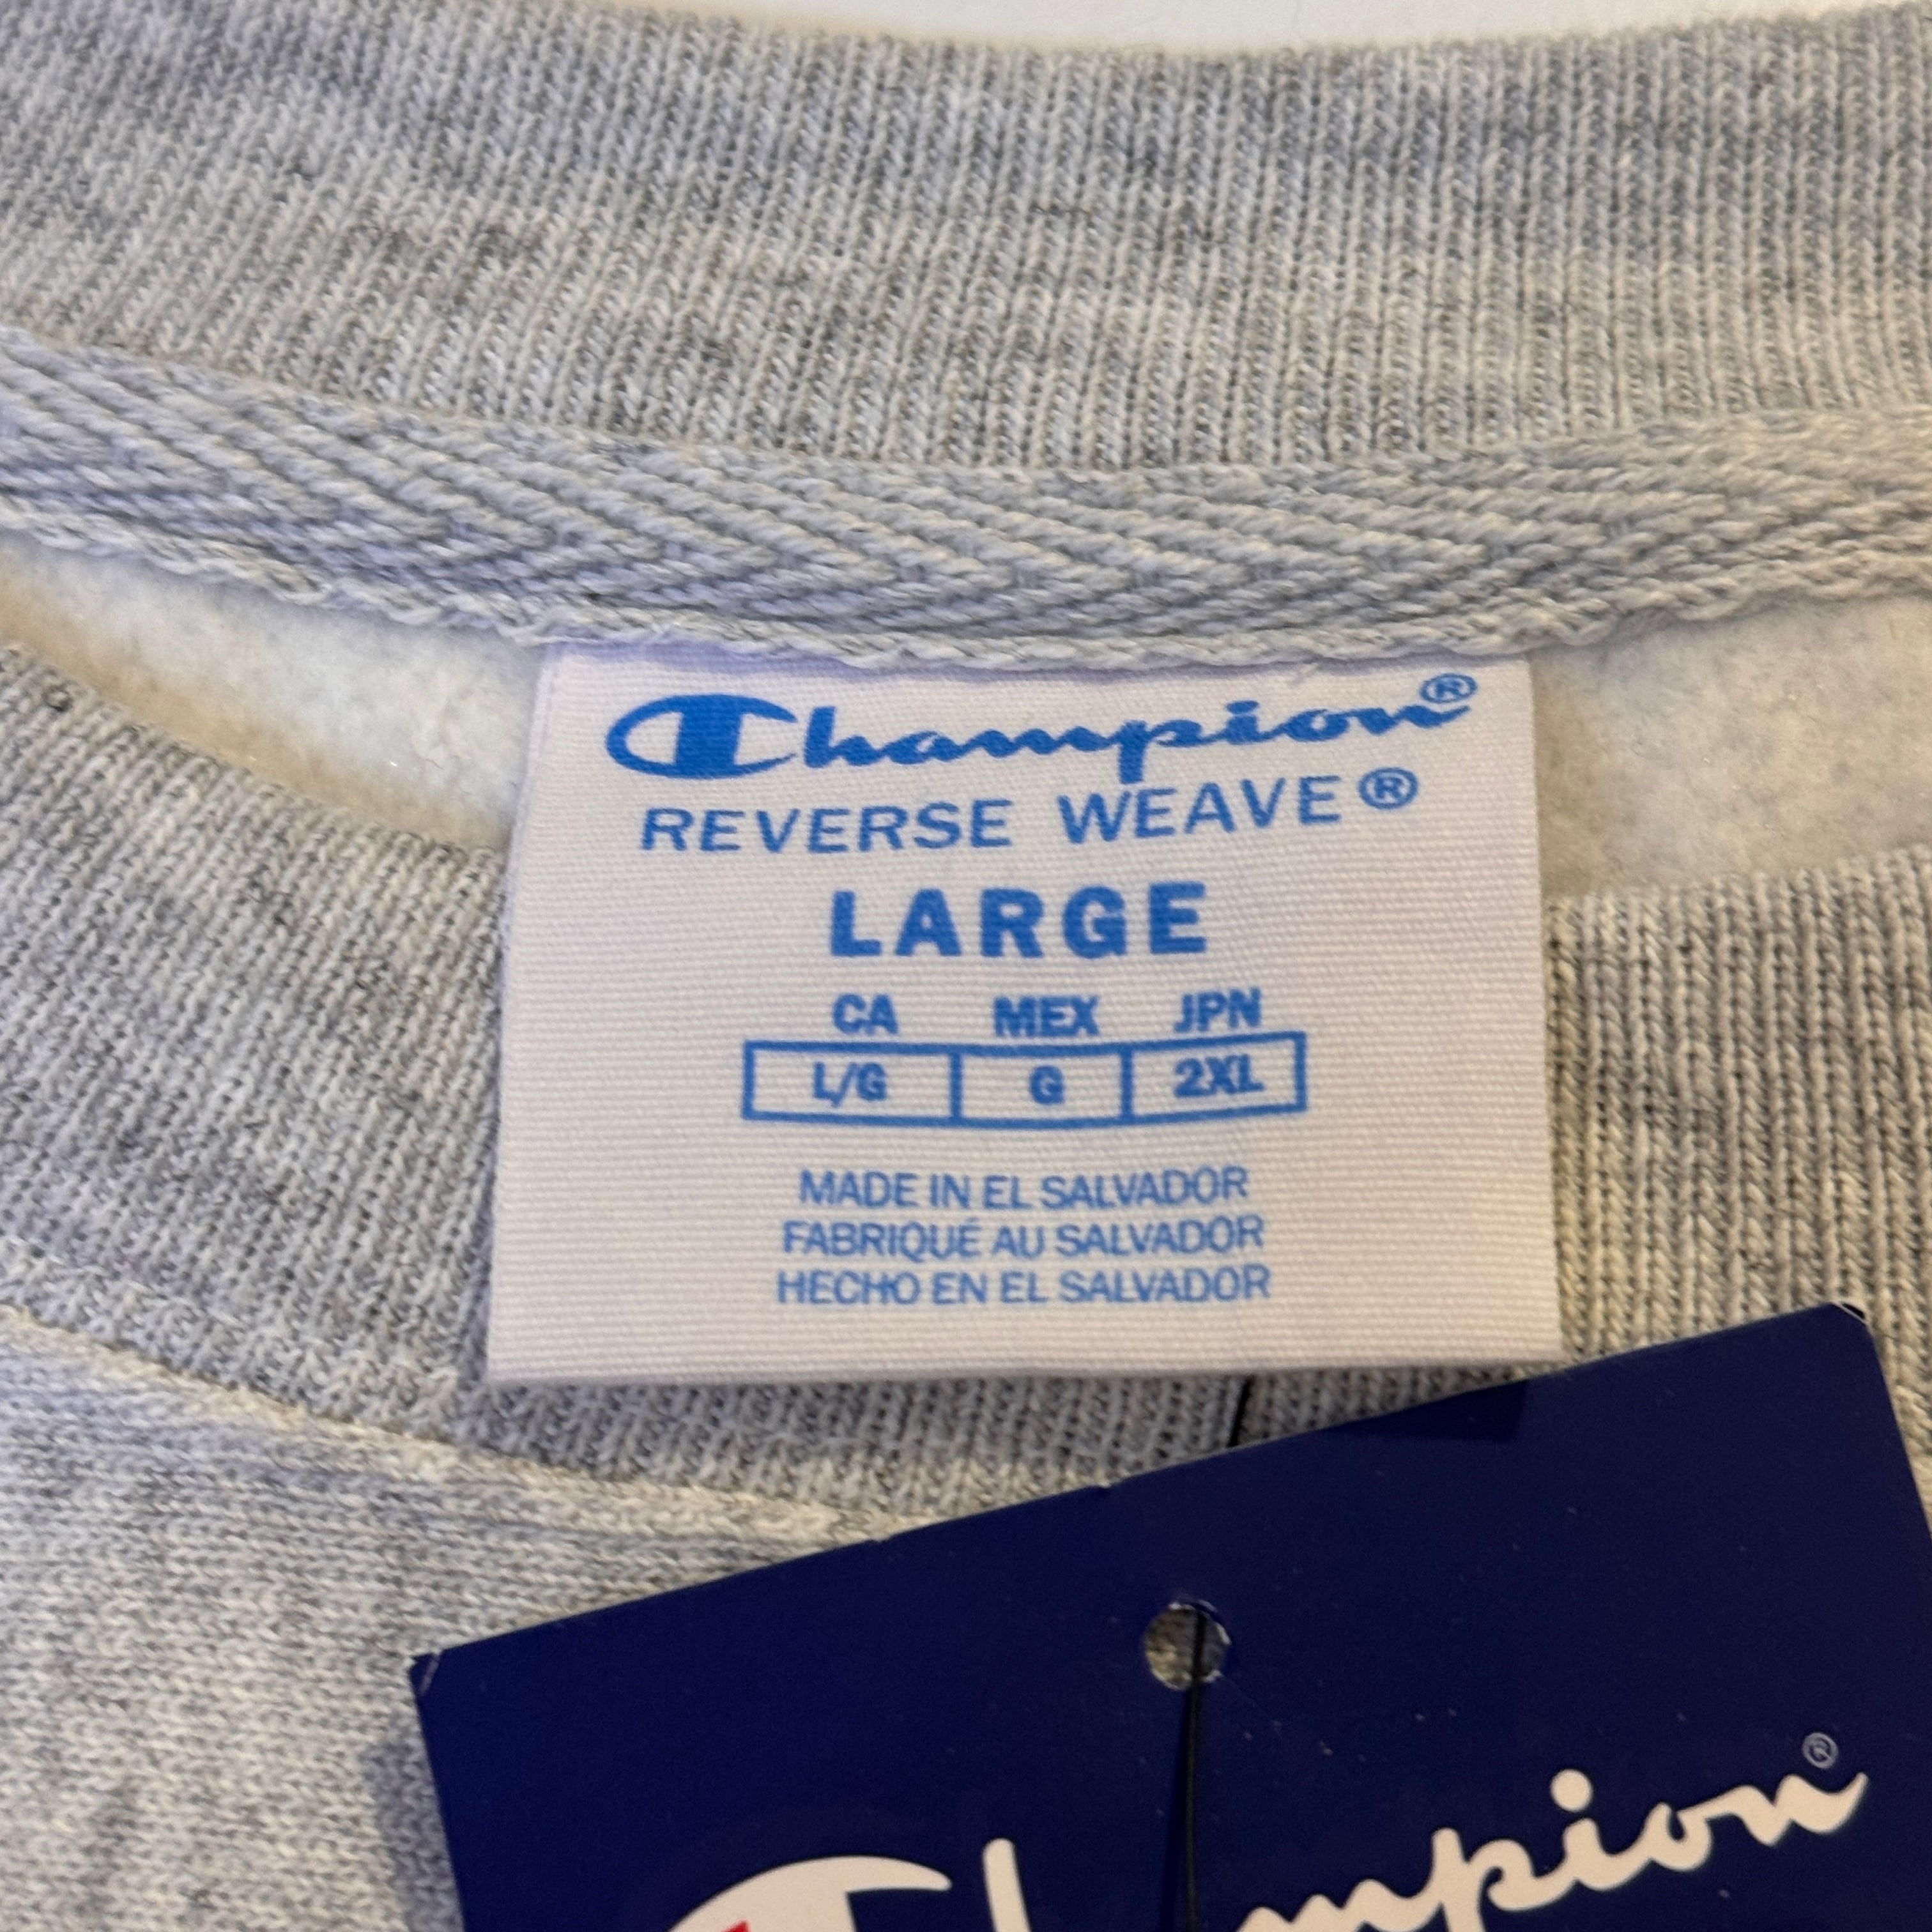 Champion®
REVERSE WEAVE®
LARGE
CA MEX JPN
L/G G 2XL
MADE IN EL SALVADOR
FABRIQUÉ AU SALVADOR
HECHO EN EL SALVADOR
Champion®